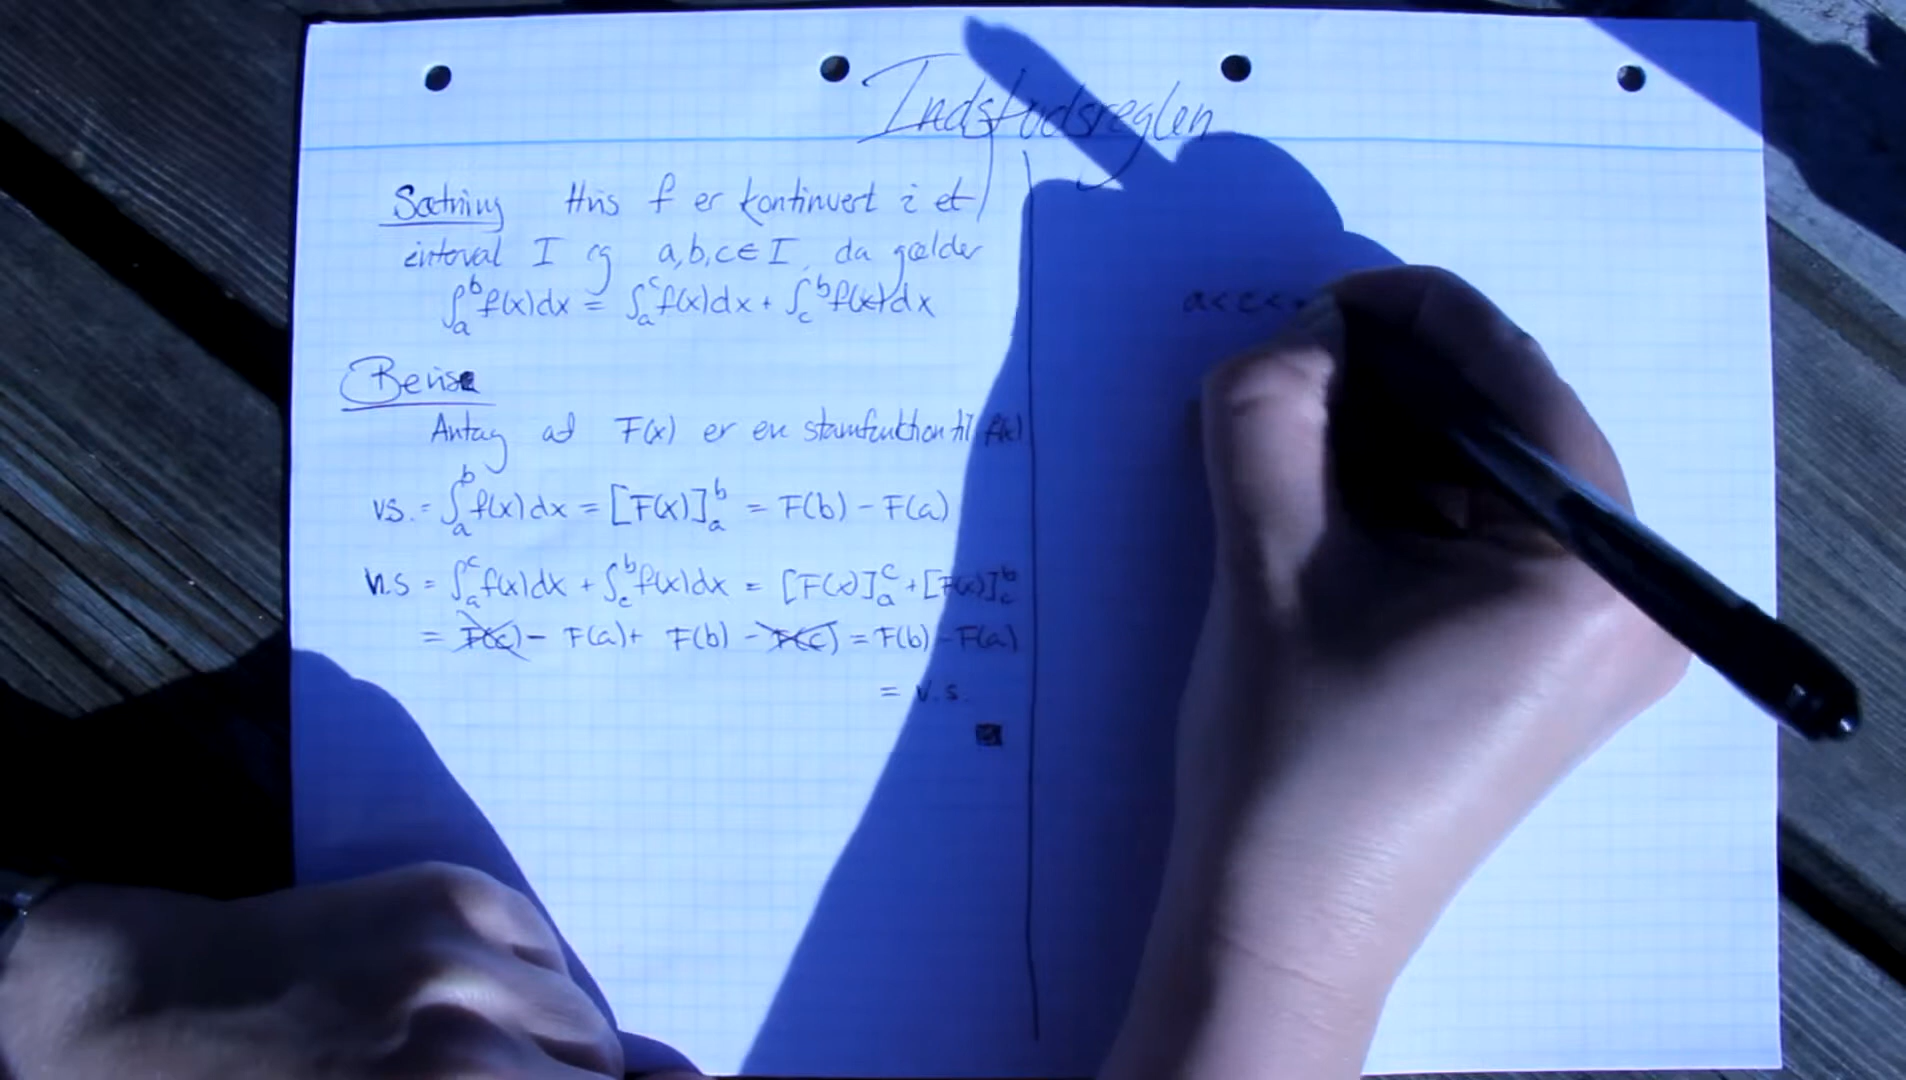 Indskudsreglen
Sætning Hvis f er kontinuert i et
interval I og a,b,c ∈ I, da gælder
∫_a^b f(x)dx = ∫_a^c f(x)dx + ∫_c^b f(x)dx
Bevis
Antag at F(x) er en stamfunktion til f(x)
v.s. = ∫_a^b f(x)dx = [F(x)]_a^b = F(b) - F(a)
h.s = ∫_a^c f(x)dx + ∫_c^b f(x)dx = [F(x)]_a^c + [F(x)]_c^b
= F(c) - F(a) + F(b) - F(c) = F(b) - F(a)
= v.s.
a<c<